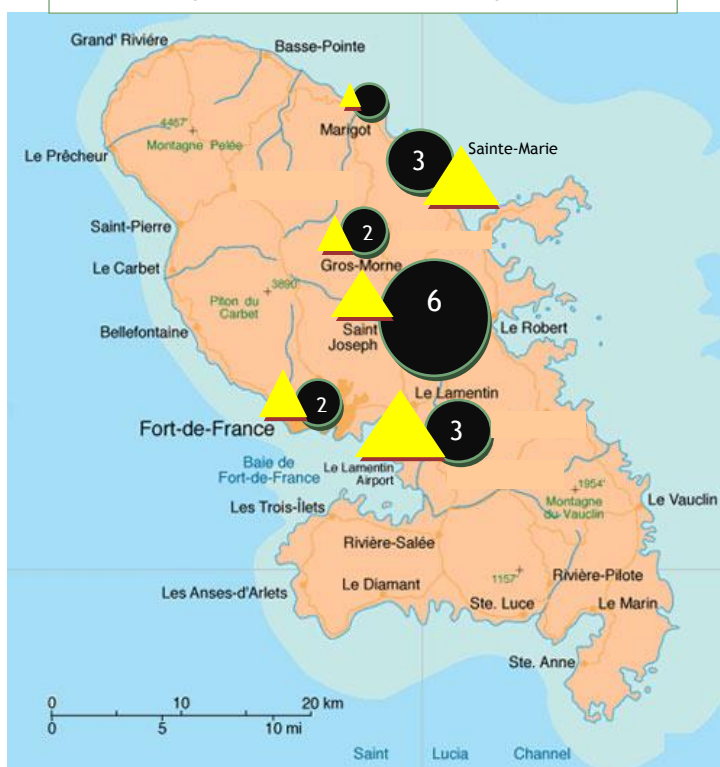 Grand' Riviére
Basse-Pointe
Marigot
4467'
Montagne Pelée
Le Prêcheur
3
Sainte-Marie
Saint-Pierre
2
Gros-Morne
Le Carbet
3890'
Piton du
Carbet
6
Bellefontaine
Saint
Joseph
Le Robert
Le Lamentin
2
3
Fort-de-France
Baie de
Fort-de-France
Le Lamentin
Airport
1954'
Montagne
du Vauclin
Le Vauclin
Les Trois-Îlets
Rivière-Salée
1157'
Rivière-Pilote
Les Anses-d'Arlets
Le Diamant
Ste. Luce
Le Marin
Ste. Anne
0 10 20 km
0 5 10 mi
Saint Lucia Channel